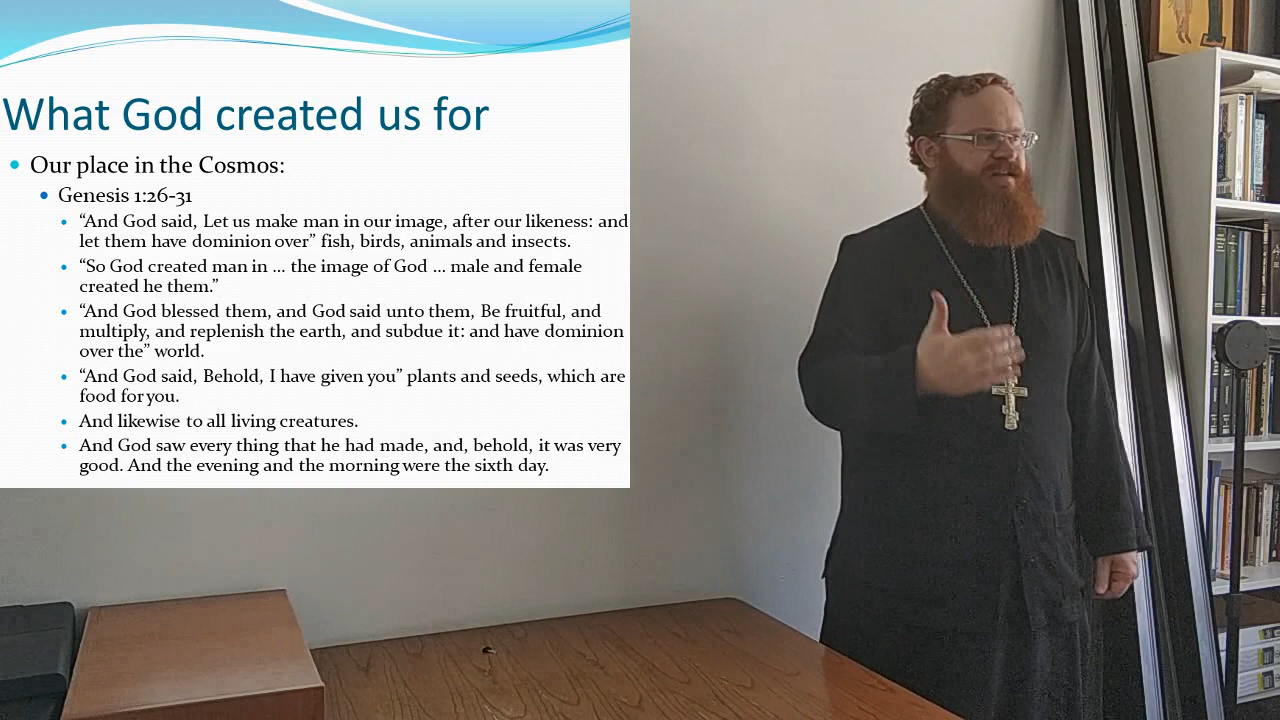 What God created us for
Our place in the Cosmos:
Genesis 1:26-31
“And God said, Let us make man in our image, after our likeness: and
let them have dominion over” fish, birds, animals and insects.
“So God created man in ... the image of God ... male and female
created he them.”
“And God blessed them, and God said unto them, Be fruitful, and
multiply, and replenish the earth, and subdue it: and have dominion
over the” world.
“And God said, Behold, I have given you” plants and seeds, which are
food for you.
And likewise to all living creatures.
And God saw every thing that he had made, and, behold, it was very
good. And the evening and the morning were the sixth day.